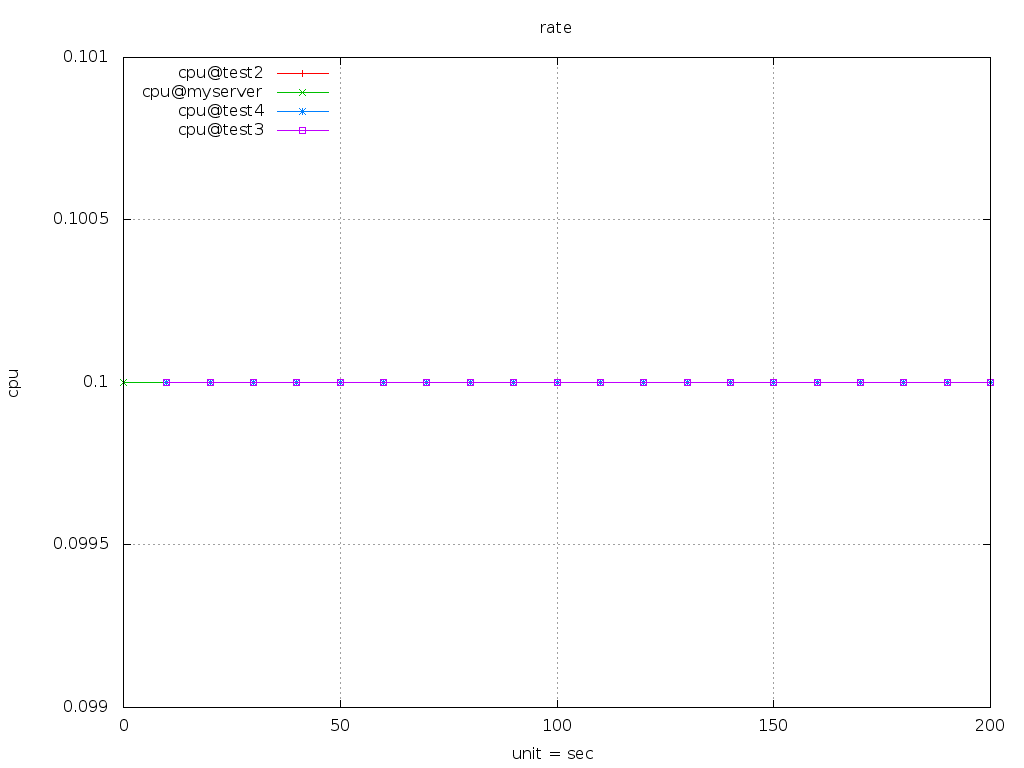 rate
0.101
cpu@test2
cpu@myserver
cpu@test4
cpu@test3
0.1005
0.1
cpu
0.0995
0.099
0 50 100 150 200
unit = sec